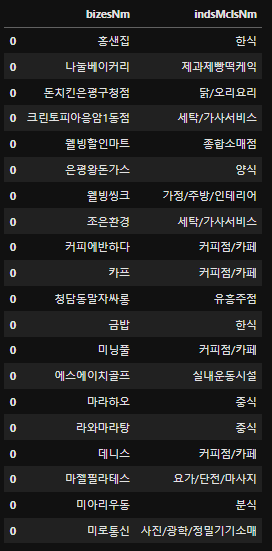 bizesNm indsMclsNm
0 홍샌집 한식
0 나눌베이커리 제과제빵떡케익
0 돈치킨은평구청점 닭/오리요리
0 크린토피아응암1동점 세탁/가사서비스
0 웰빙할인마트 종합소매점
0 은평왕돈가스 양식
0 웰빙씽크 가정/주방/인테리어
0 조은환경 세탁/가사서비스
0 커피에반하다 커피점/카페
0 카프 커피점/카페
0 청담동말자싸롱 유흥주점
0 금밥 한식
0 미닝풀 커피점/카페
0 에스에이치골프 실내운동시설
0 마라하오 중식
0 라와마라탕 중식
0 데니스 커피점/카페
0 마젤필라테스 요가/단전/마사지
0 미아리우동 분식
0 미로통신 사진/광학/정밀기기소매